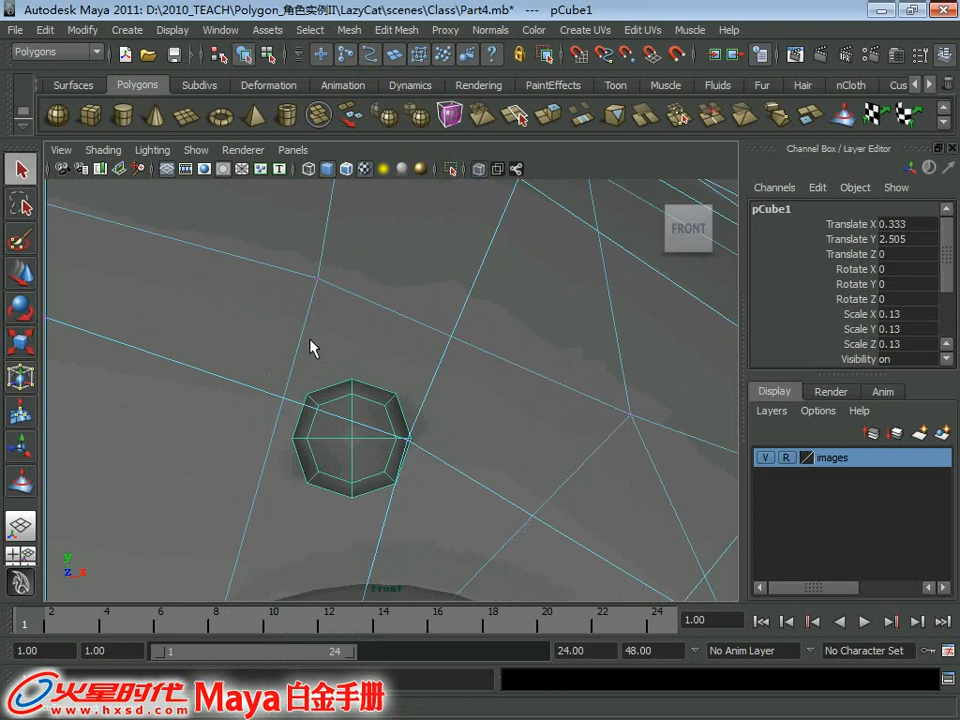 Autodesk Maya 2011: D:\2010_TEACH\Polygon_角色实例II\LazyCat\scenes\Class\Part4.mb* --- pCube1
File Edit Modify Create Display Window Assets Select Mesh Edit Mesh Proxy Normals Color Create UVs Edit UVs Muscle Help
Polygons
Surfaces Polygons Subdivs Deformation Animation Dynamics Rendering PaintEffects Toon Muscle Fluids Fur Hair nCloth Cus
View Shading Lighting Show Renderer Panels
Channel Box / Layer Editor
Channels Edit Object Show
pCube1
Translate X 0.333
Translate Y 2.505
Translate Z 0
Rotate X 0
Rotate Y 0
Rotate Z 0
Scale X 0.13
Scale Y 0.13
Scale Z 0.13
Visibility on
FRONT
Display Render Anim
Layers Options Help
V R images
y
z x
front
2 4 6 8 10 12 14 16 18 20 22 24
1
1.00
1.00 1.00 1 24 24.00 48.00 No Anim Layer No Character Set
火星时代 Maya 白金手册
www.hxsd.com